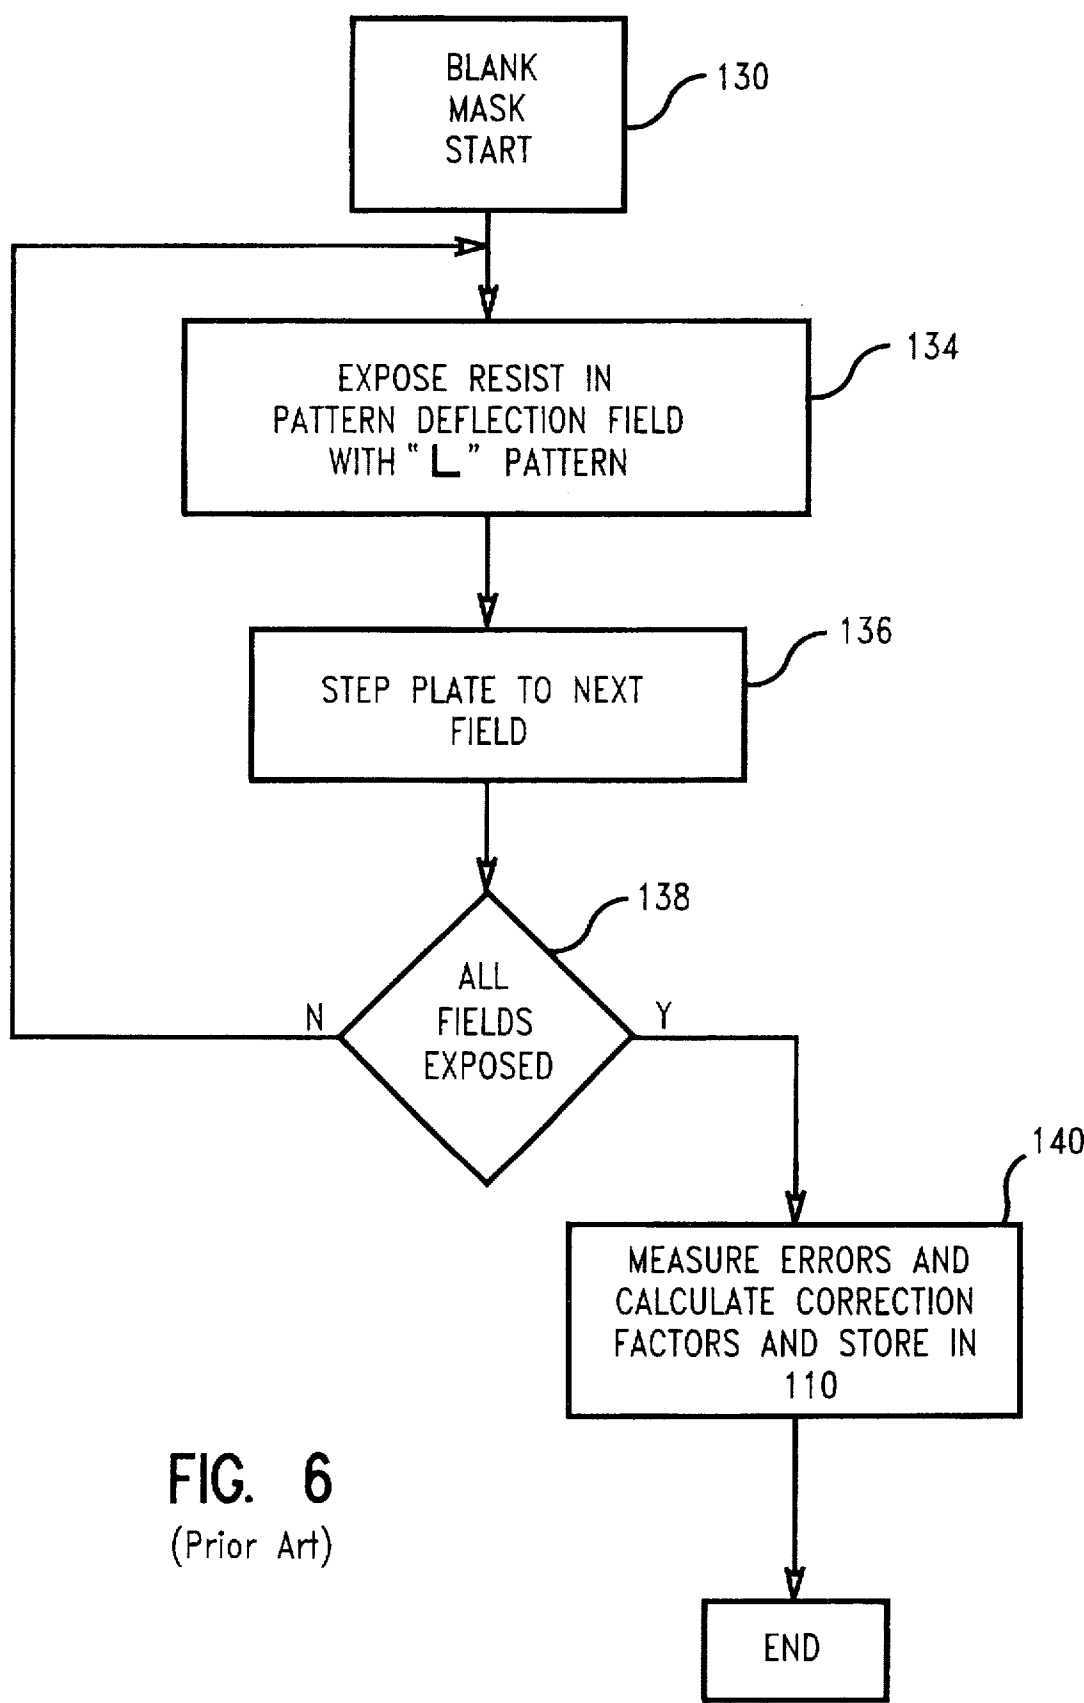 BLANK
MASK
START
130
EXPOSE RESIST IN
PATTERN DEFLECTION FIELD
WITH "L" PATTERN
134
STEP PLATE TO NEXT
FIELD
136
ALL
FIELDS
EXPOSED
138
N
Y
MEASURE ERRORS AND
CALCULATE CORRECTION
FACTORS AND STORE IN
110
140
END
FIG. 6
(Prior Art)